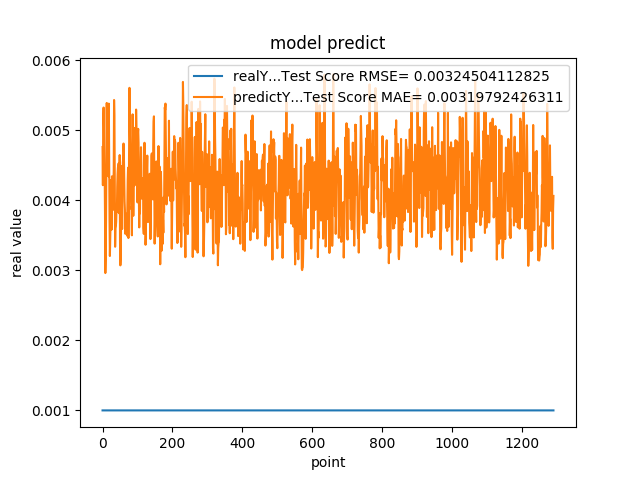 model predict
realY...Test Score RMSE= 0.00324504112825
predictY...Test Score MAE= 0.00319792426311
0.006
0.005
0.004
0.003
0.002
0.001
real value
0 200 400 600 800 1000 1200
point